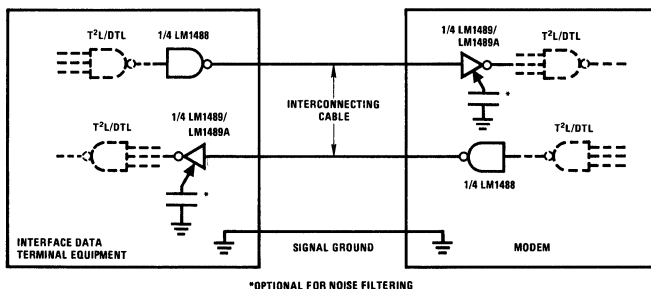 T²L/DTL
1/4 LM1488
1/4 LM1489/
LM1489A
T²L/DTL
*
INTERCONNECTING
CABLE
T²L/DTL
1/4 LM1489/
LM1489A
*
T²L/DTL
1/4 LM1488
INTERFACE DATA
TERMINAL EQUIPMENT
SIGNAL GROUND
MODEM
*OPTIONAL FOR NOISE FILTERING